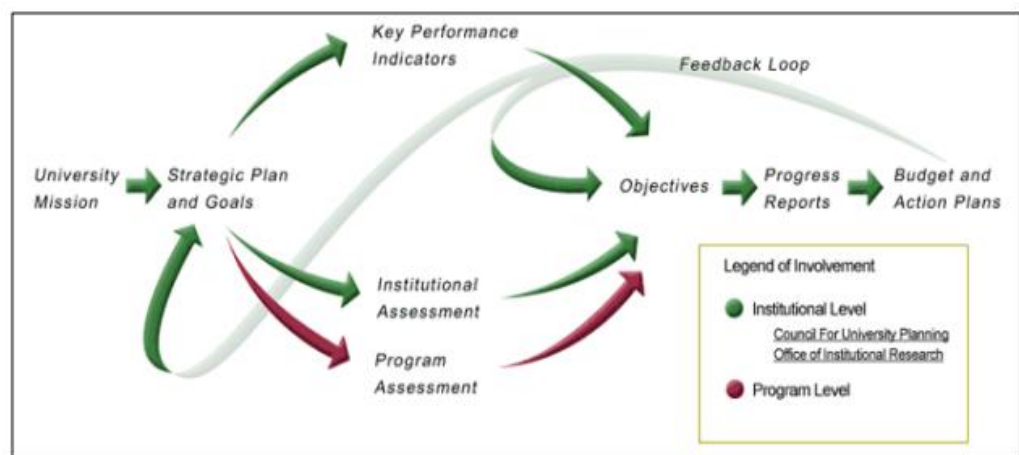 Key Performance
Indicators
Feedback Loop
University
Mission
Strategic Plan
and Goals
Objectives
Progress
Reports
Budget and
Action Plans
Institutional
Assessment
Program
Assessment
Legend of Involvement
Institutional Level
Council For University Planning
Office of Institutional Research
Program Level